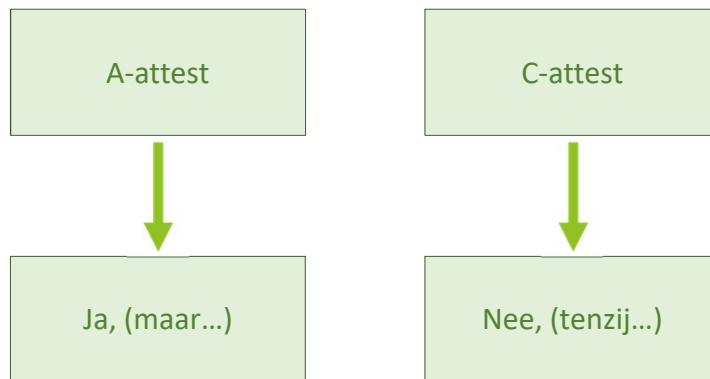 A-attest
C-attest
Ja, (maar...)
Nee, (tenzij...)